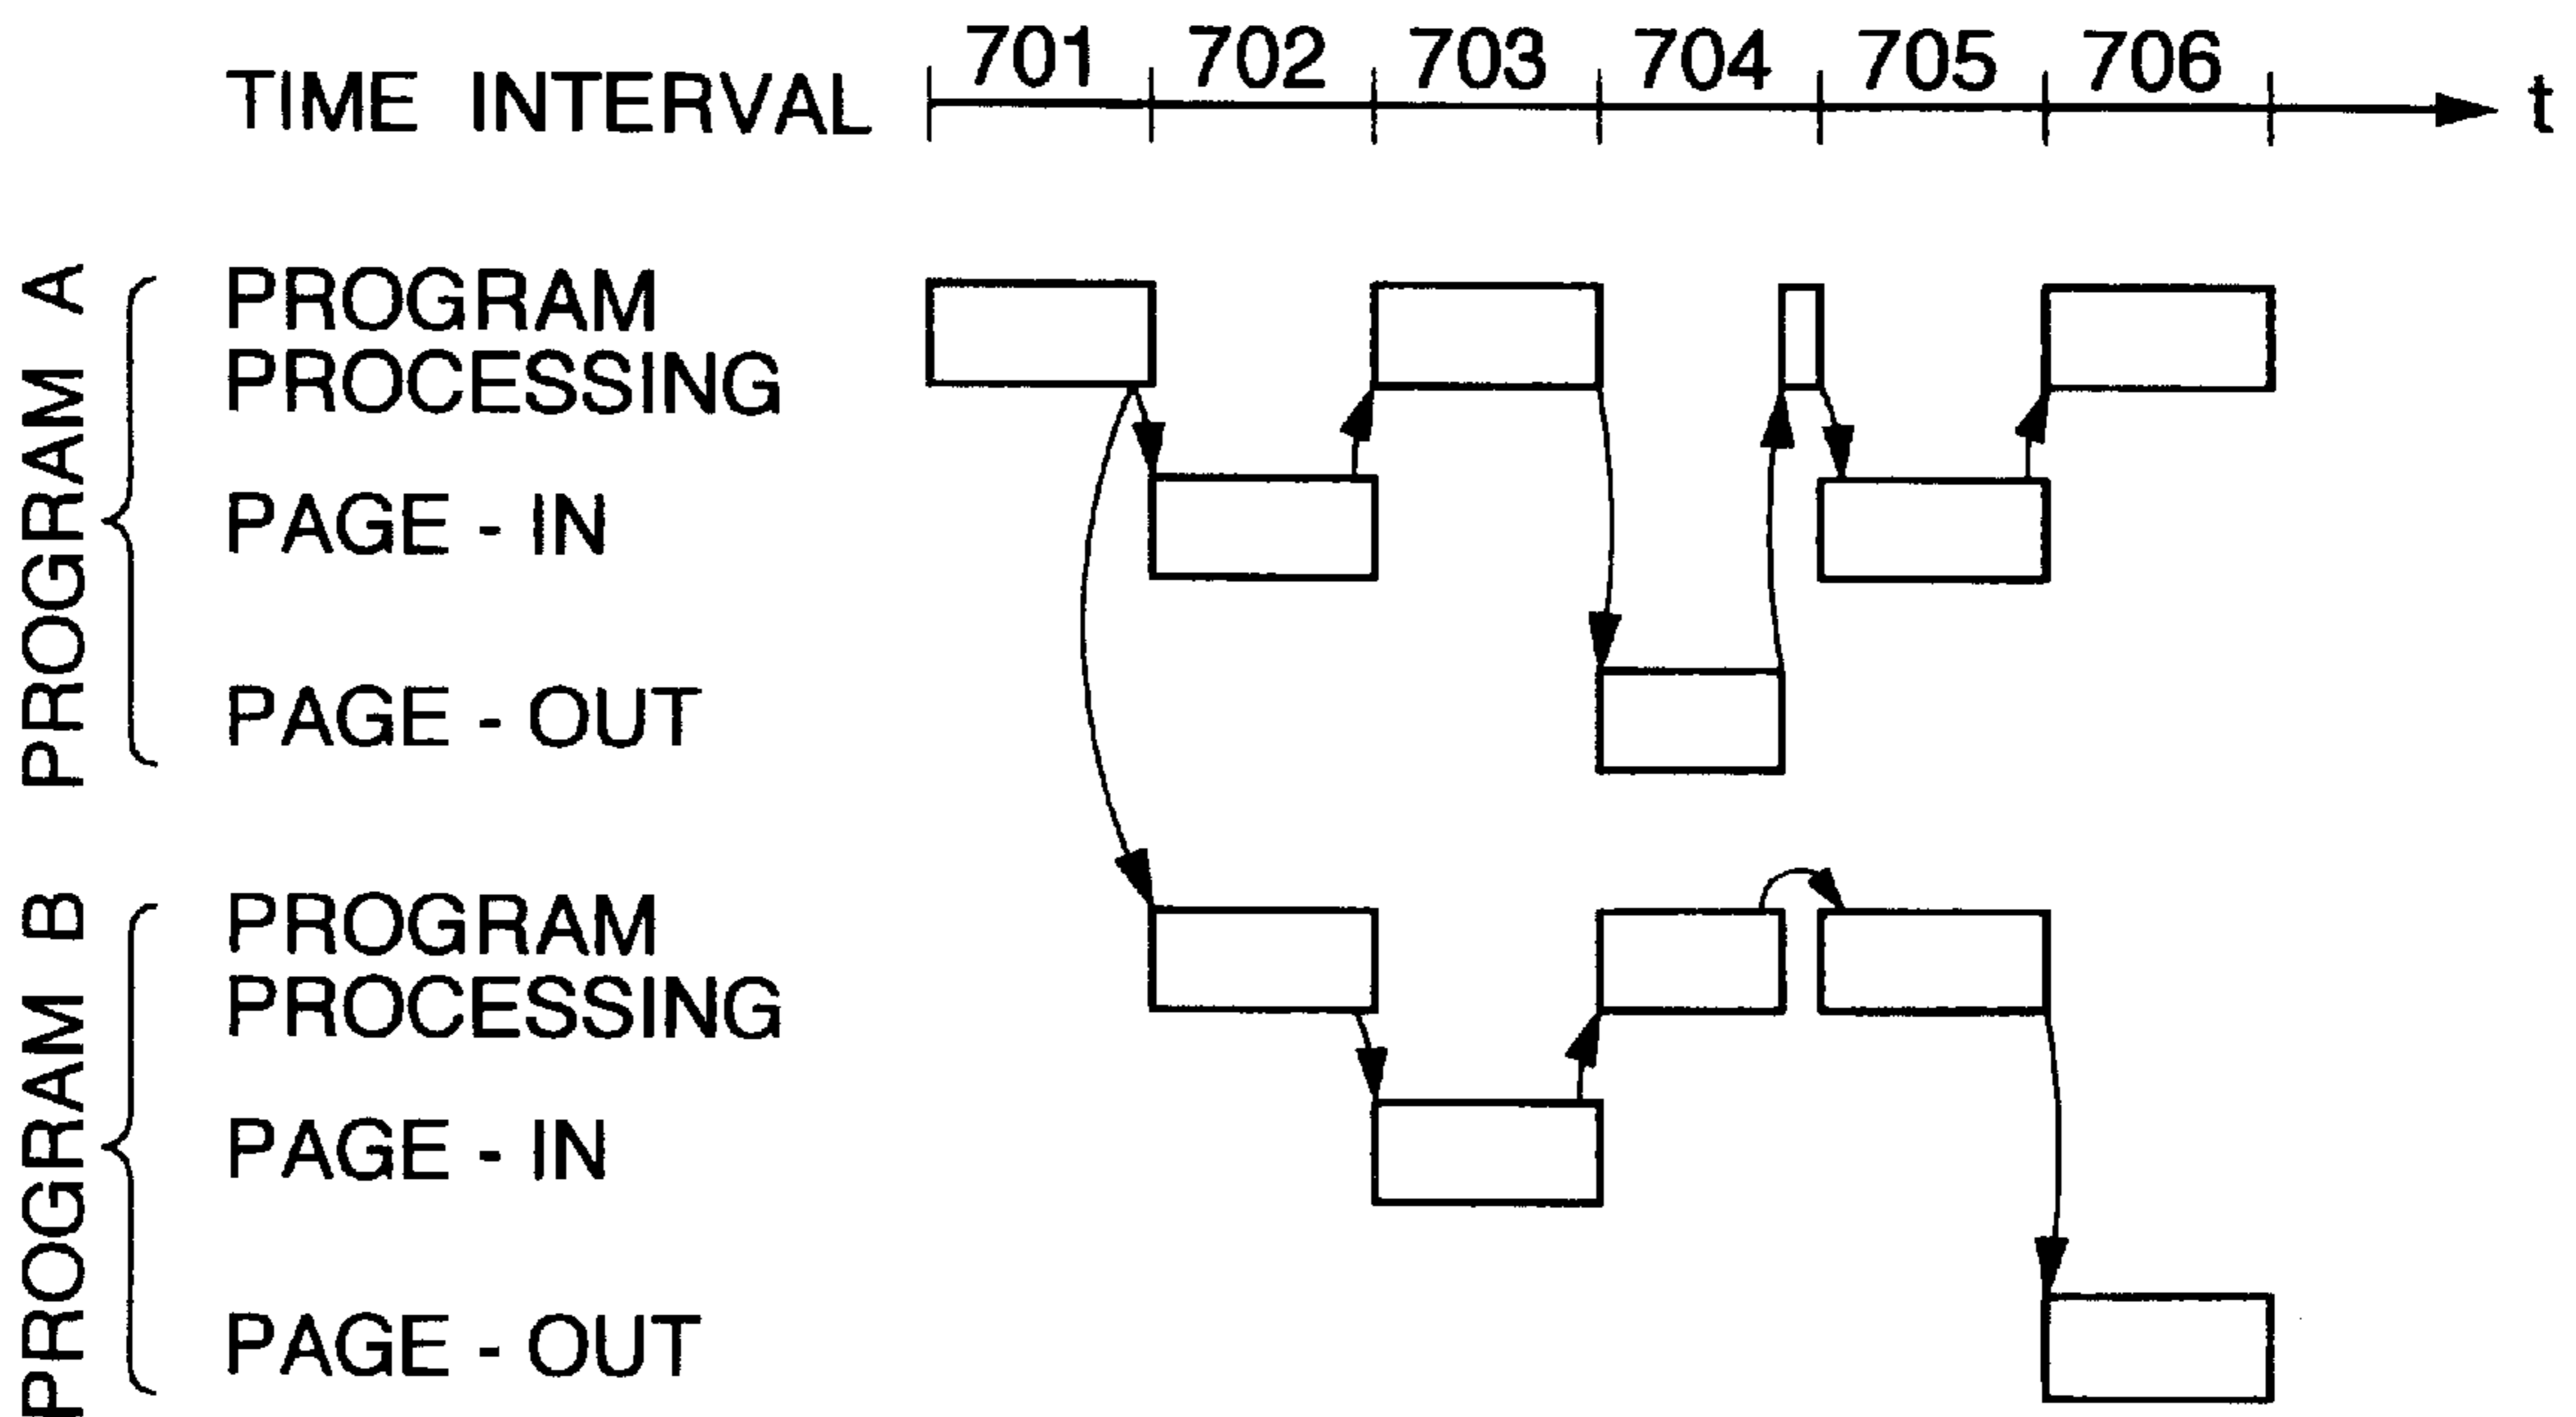 701 702 703 704 705 706
TIME INTERVAL
t
PROGRAM A
PROGRAM
PROCESSING
PAGE - IN
PAGE - OUT
PROGRAM B
PROGRAM
PROCESSING
PAGE - IN
PAGE - OUT